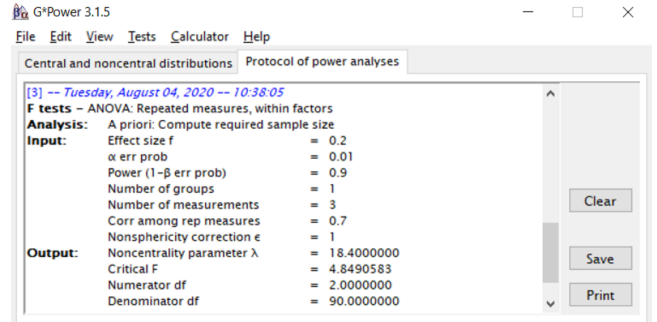 G*Power 3.1.5
File Edit View Tests Calculator Help
Central and noncentral distributions Protocol of power analyses
[3] -- Tuesday, August 04, 2020 -- 10:38:05
F tests – ANOVA: Repeated measures, within factors
Analysis: A priori: Compute required sample size
Input: Effect size f = 0.2
α err prob = 0.01
Power (1-β err prob) = 0.9
Number of groups = 1
Number of measurements = 3
Corr among rep measures = 0.7
Nonsphericity correction ϵ = 1
Output: Noncentrality parameter λ = 18.4000000
Critical F = 4.8490583
Numerator df = 2.0000000
Denominator df = 90.0000000
Clear
Save
Print